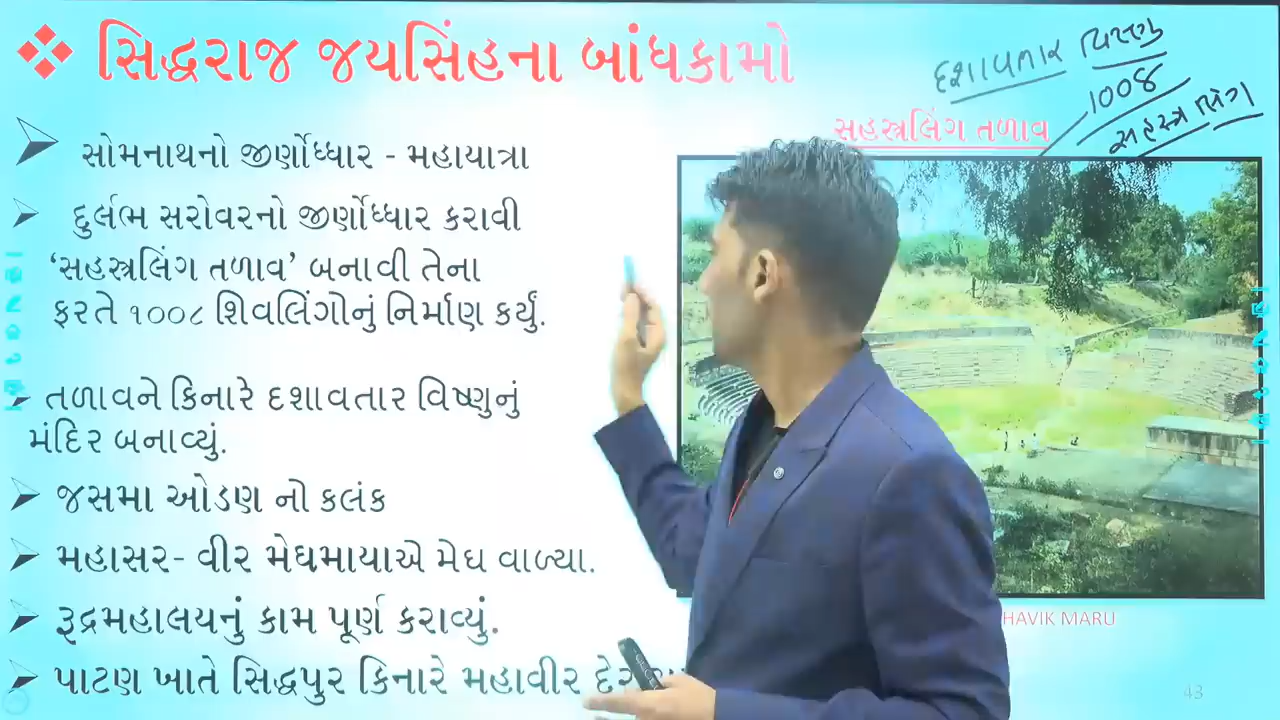 સિદ્ધરાજ જયસિંહના બાંધકામો
દશાવતાર વિષ્ણુ
1008
સહસ્ત્ર લિંગ
સહસ્ત્રલિંગ તળાવ
સોમનાથનો જીર્ણોધ્ધાર - મહાયાત્રા
દુર્લભ સરોવરનો જીર્ણોધ્ધાર કરાવી
‘સહસ્ત્રલિંગ તળાવ’ બનાવી તેના
ફરતે ૧૦૦૮ શિવલિંગોનું નિર્માણ કર્યું.
તળાવને કિનારે દશાવતાર વિષ્ણુનું
મંદિર બનાવ્યું.
જસમા ઓડણ નો કલંક
મહાસર- વીર મેઘમાયાએ મેઘ વાળ્યા.
રૂદ્રમહાલયનું કામ પૂર્ણ કરાવ્યું.
પાટણ ખાતે સિદ્ધપુર કિનારે મહાવીર
HAVIK MARU
43